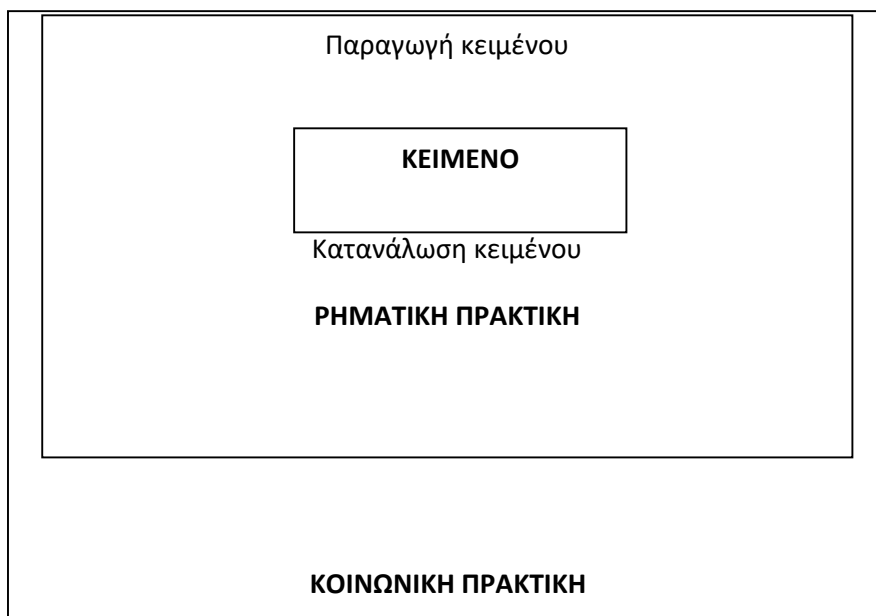 Παραγωγή κειμένου
ΚΕΙΜΕΝΟ
Κατανάλωση κειμένου
ΡΗΜΑΤΙΚΗ ΠΡΑΚΤΙΚΗ
ΚΟΙΝΩΝΙΚΗ ΠΡΑΚΤΙΚΗ